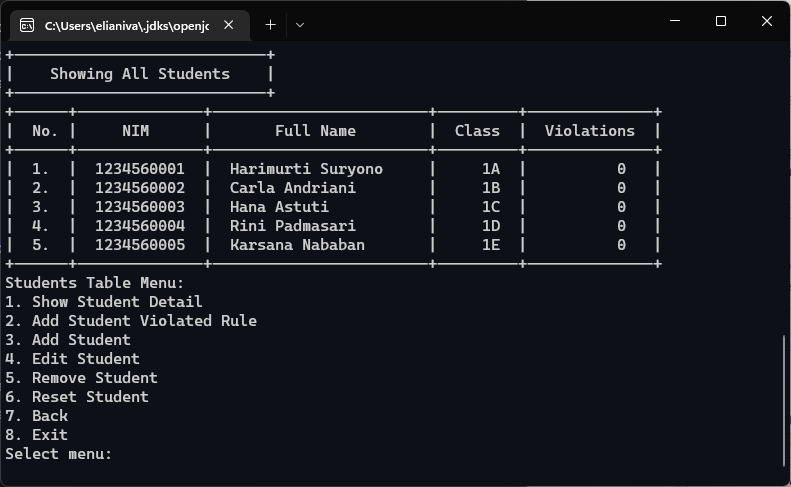 C:\Users\elianiva\.jdks\openjc
+----------------------------+
|    Showing All Students    |
+----------------------------+
+------+--------------+------------------------+---------+--------------+
|  No. |     NIM      |       Full Name        |  Class  |  Violations  |
+------+--------------+------------------------+---------+--------------+
|  1.  |  1234560001  |  Harimurti Suryono     |     1A  |          0   |
|  2.  |  1234560002  |  Carla Andriani        |     1B  |          0   |
|  3.  |  1234560003  |  Hana Astuti           |     1C  |          0   |
|  4.  |  1234560004  |  Rini Padmasari        |     1D  |          0   |
|  5.  |  1234560005  |  Karsana Nababan       |     1E  |          0   |
+------+--------------+------------------------+---------+--------------+
Students Table Menu:
1. Show Student Detail
2. Add Student Violated Rule
3. Add Student
4. Edit Student
5. Remove Student
6. Reset Student
7. Back
8. Exit
Select menu: